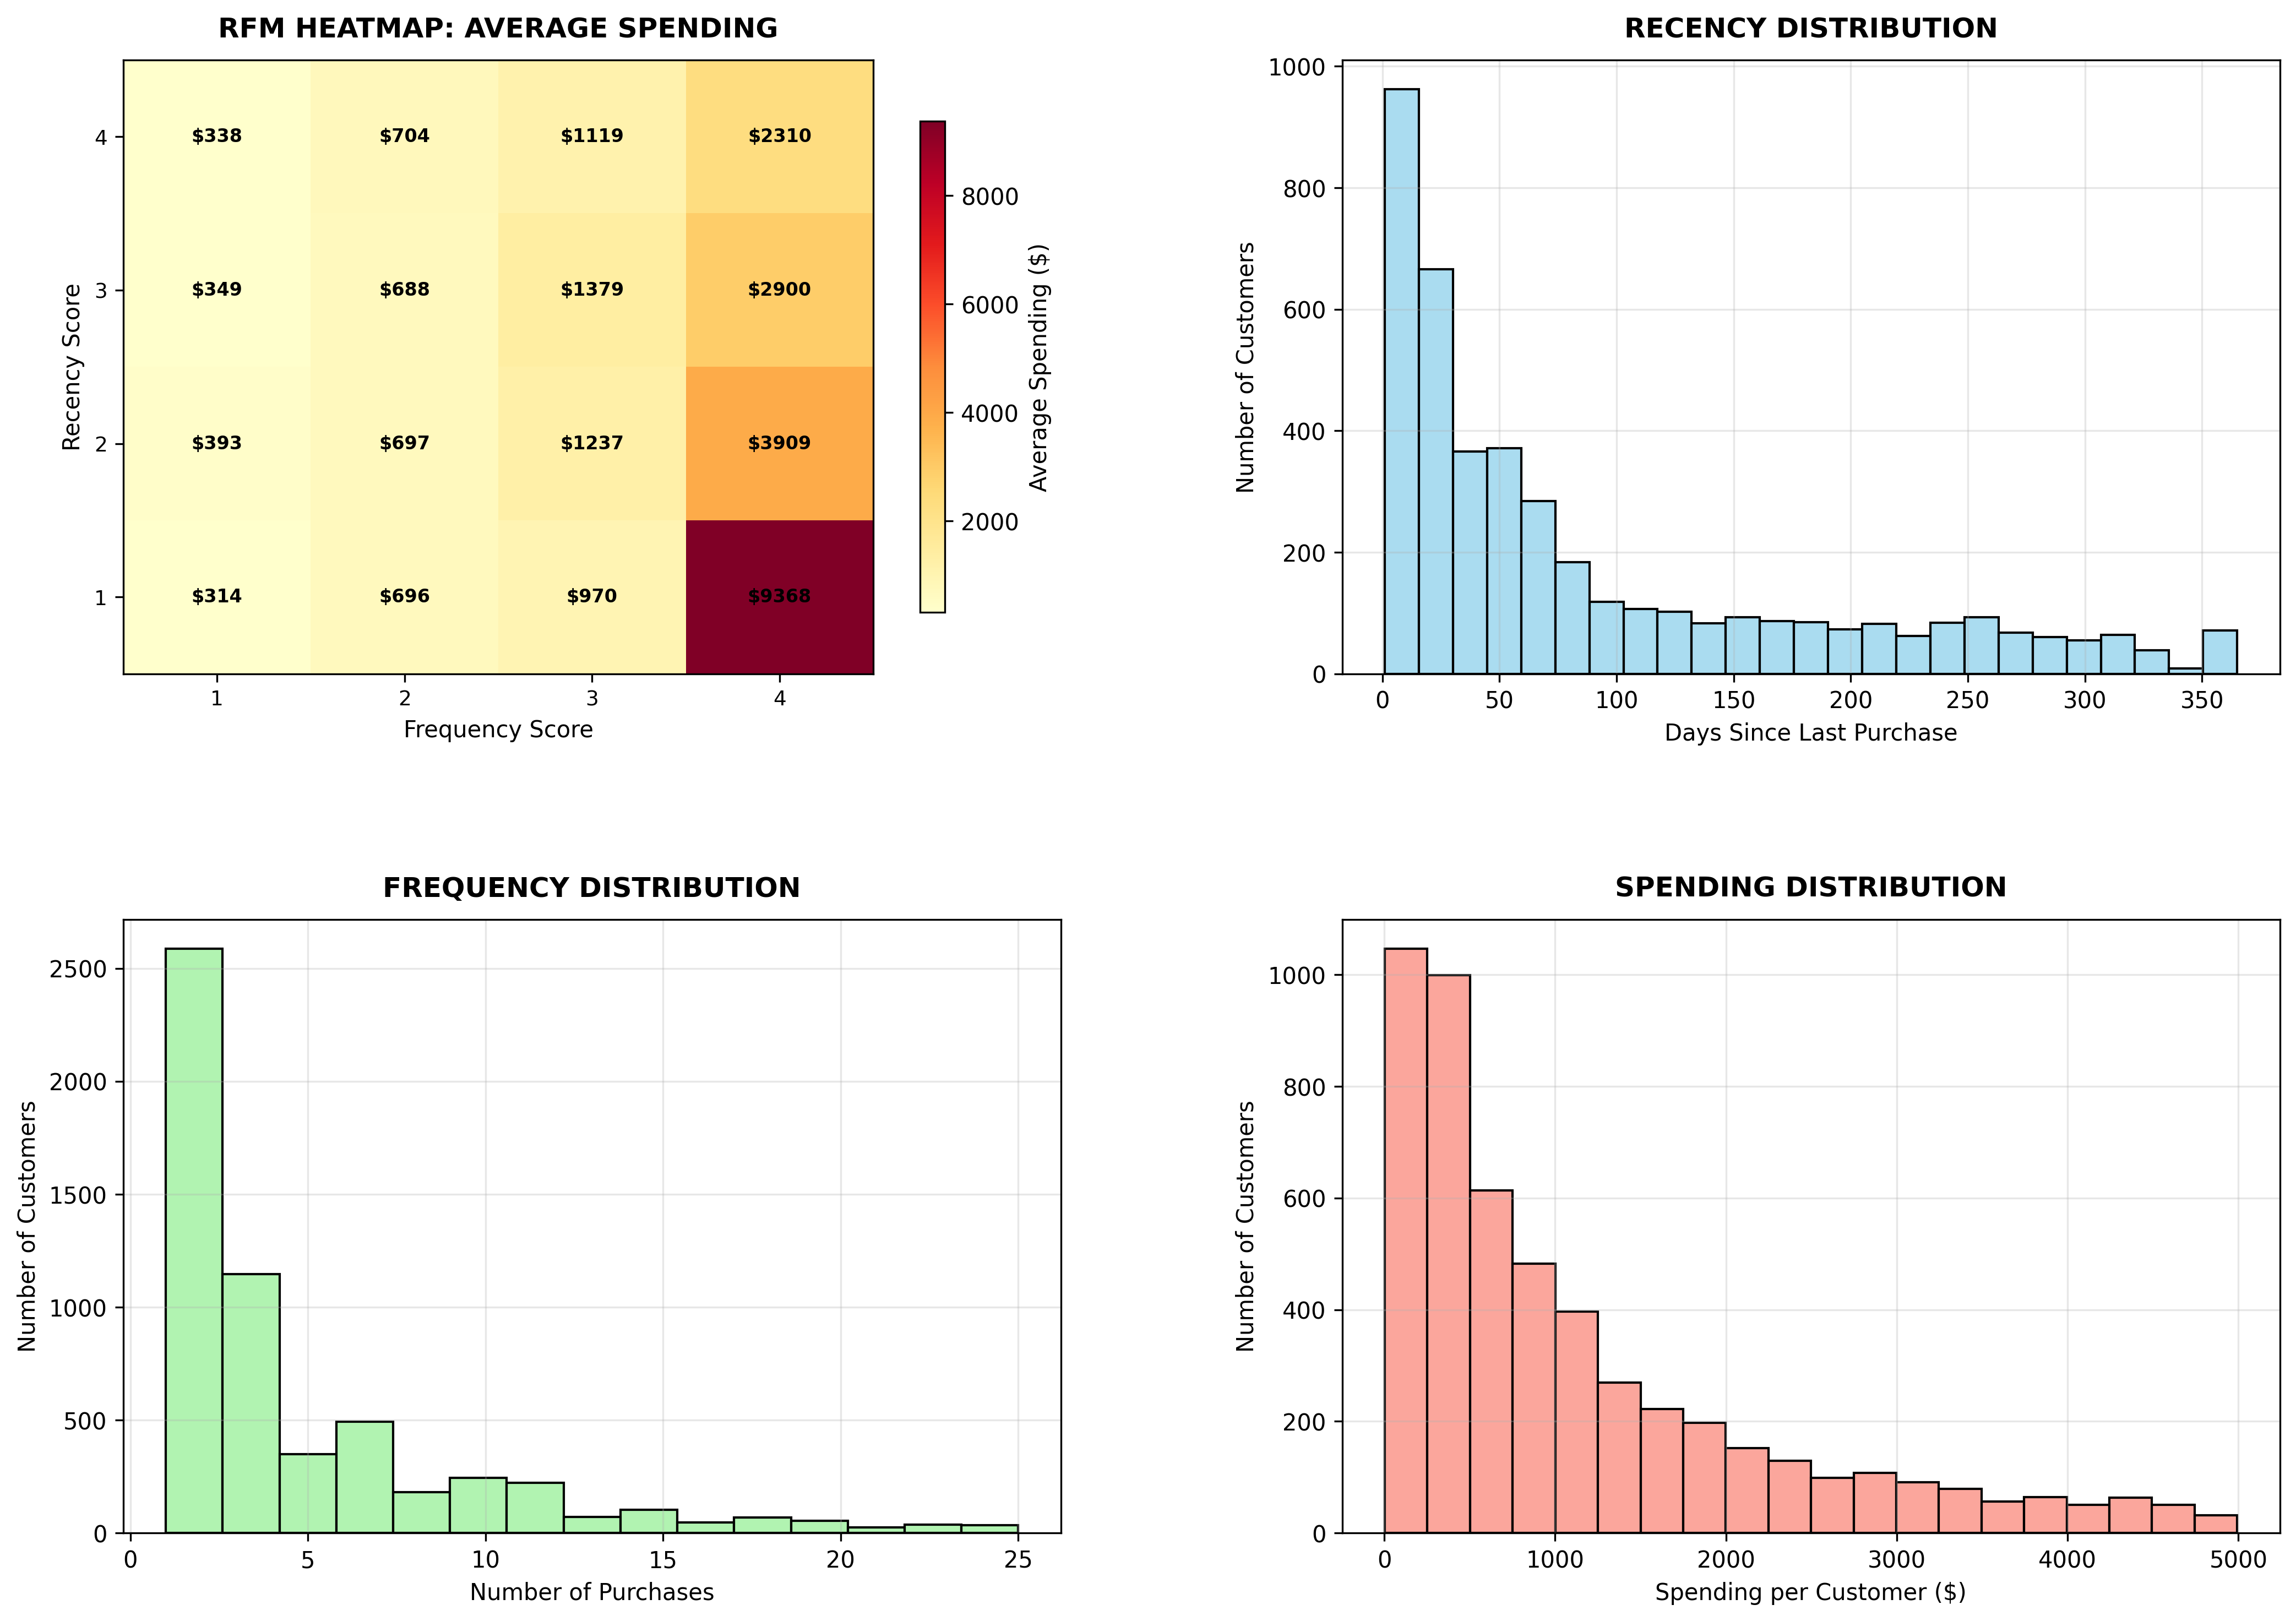 RFM HEATMAP: AVERAGE SPENDING
4
3
2
1
Recency Score
$338 $704 $1119 $2310
$349 $688 $1379 $2900
$393 $697 $1237 $3909
$314 $696 $970 $9368
1 2 3 4
Frequency Score
8000
6000
4000
2000
Average Spending ($)
RECENCY DISTRIBUTION
1000
800
600
400
200
0
Number of Customers
0 50 100 150 200 250 300 350
Days Since Last Purchase
FREQUENCY DISTRIBUTION
2500
2000
1500
1000
500
0
Number of Customers
0 5 10 15 20 25
Number of Purchases
SPENDING DISTRIBUTION
1000
800
600
400
200
0
Number of Customers
0 1000 2000 3000 4000 5000
Spending per Customer ($)